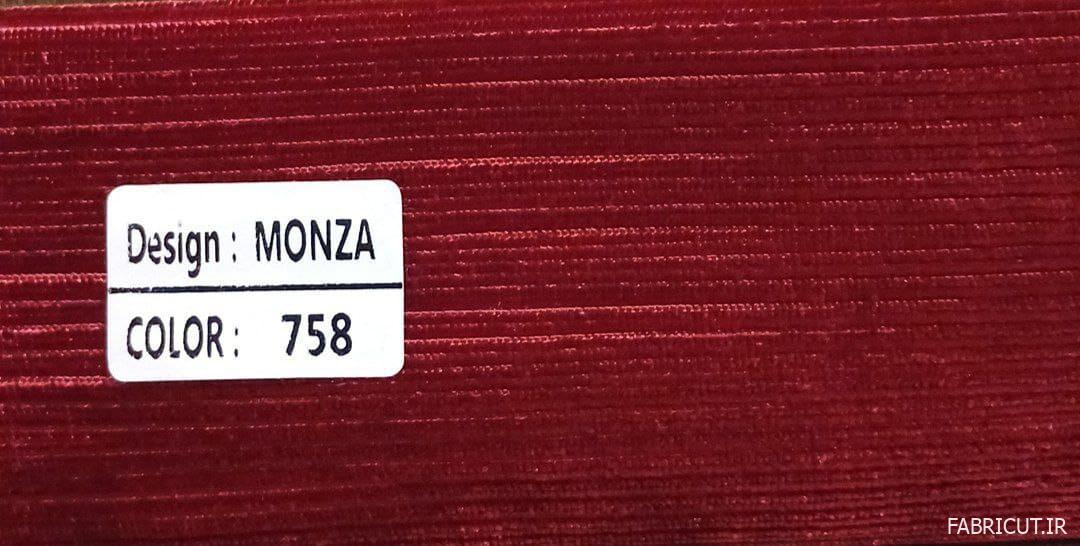 Design : MONZA
COLOR : 758
FABRICUT.IR